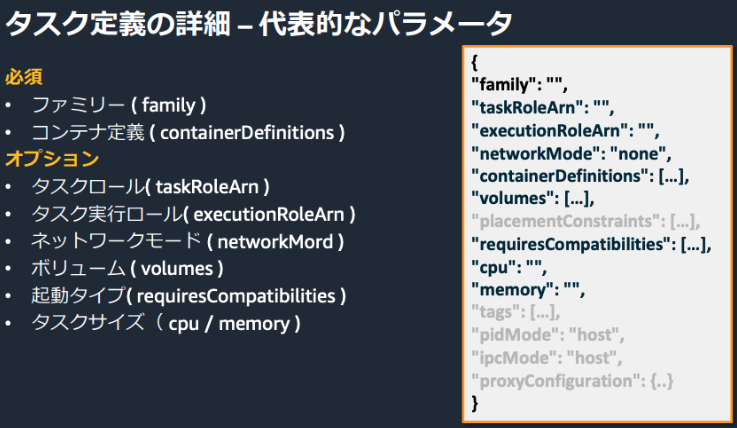 タスク定義の詳細 – 代表的なパラメータ
必須
• ファミリー ( family )
• コンテナ定義 ( containerDefinitions )
オプション
• タスクロール( taskRoleArn )
• タスク実行ロール( executionRoleArn )
• ネットワークモード ( networkMord )
• ボリューム ( volumes )
• 起動タイプ( requiresCompatibilities )
• タスクサイズ（ cpu / memory )
{
"family": "",
"taskRoleArn": "",
"executionRoleArn": "",
"networkMode": "none",
"containerDefinitions": […],
"volumes": […],
"placementConstraints": […],
"requiresCompatibilities": […],
"cpu": "",
"memory": "",
"tags": […],
"pidMode": "host",
"ipcMode": "host",
"proxyConfiguration": {..}
}